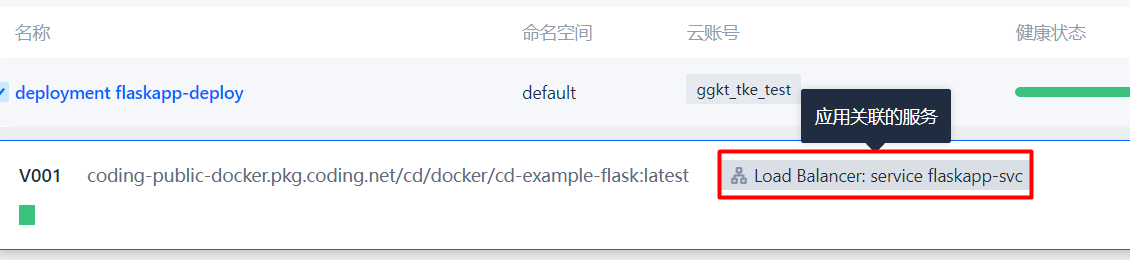 名称 命名空间 云账号 健康状态
deployment flaskapp-deploy default ggkt_tke_test
应用关联的服务
V001 coding-public-docker.pkg.coding.net/cd/docker/cd-example-flask:latest Load Balancer: service flaskapp-svc